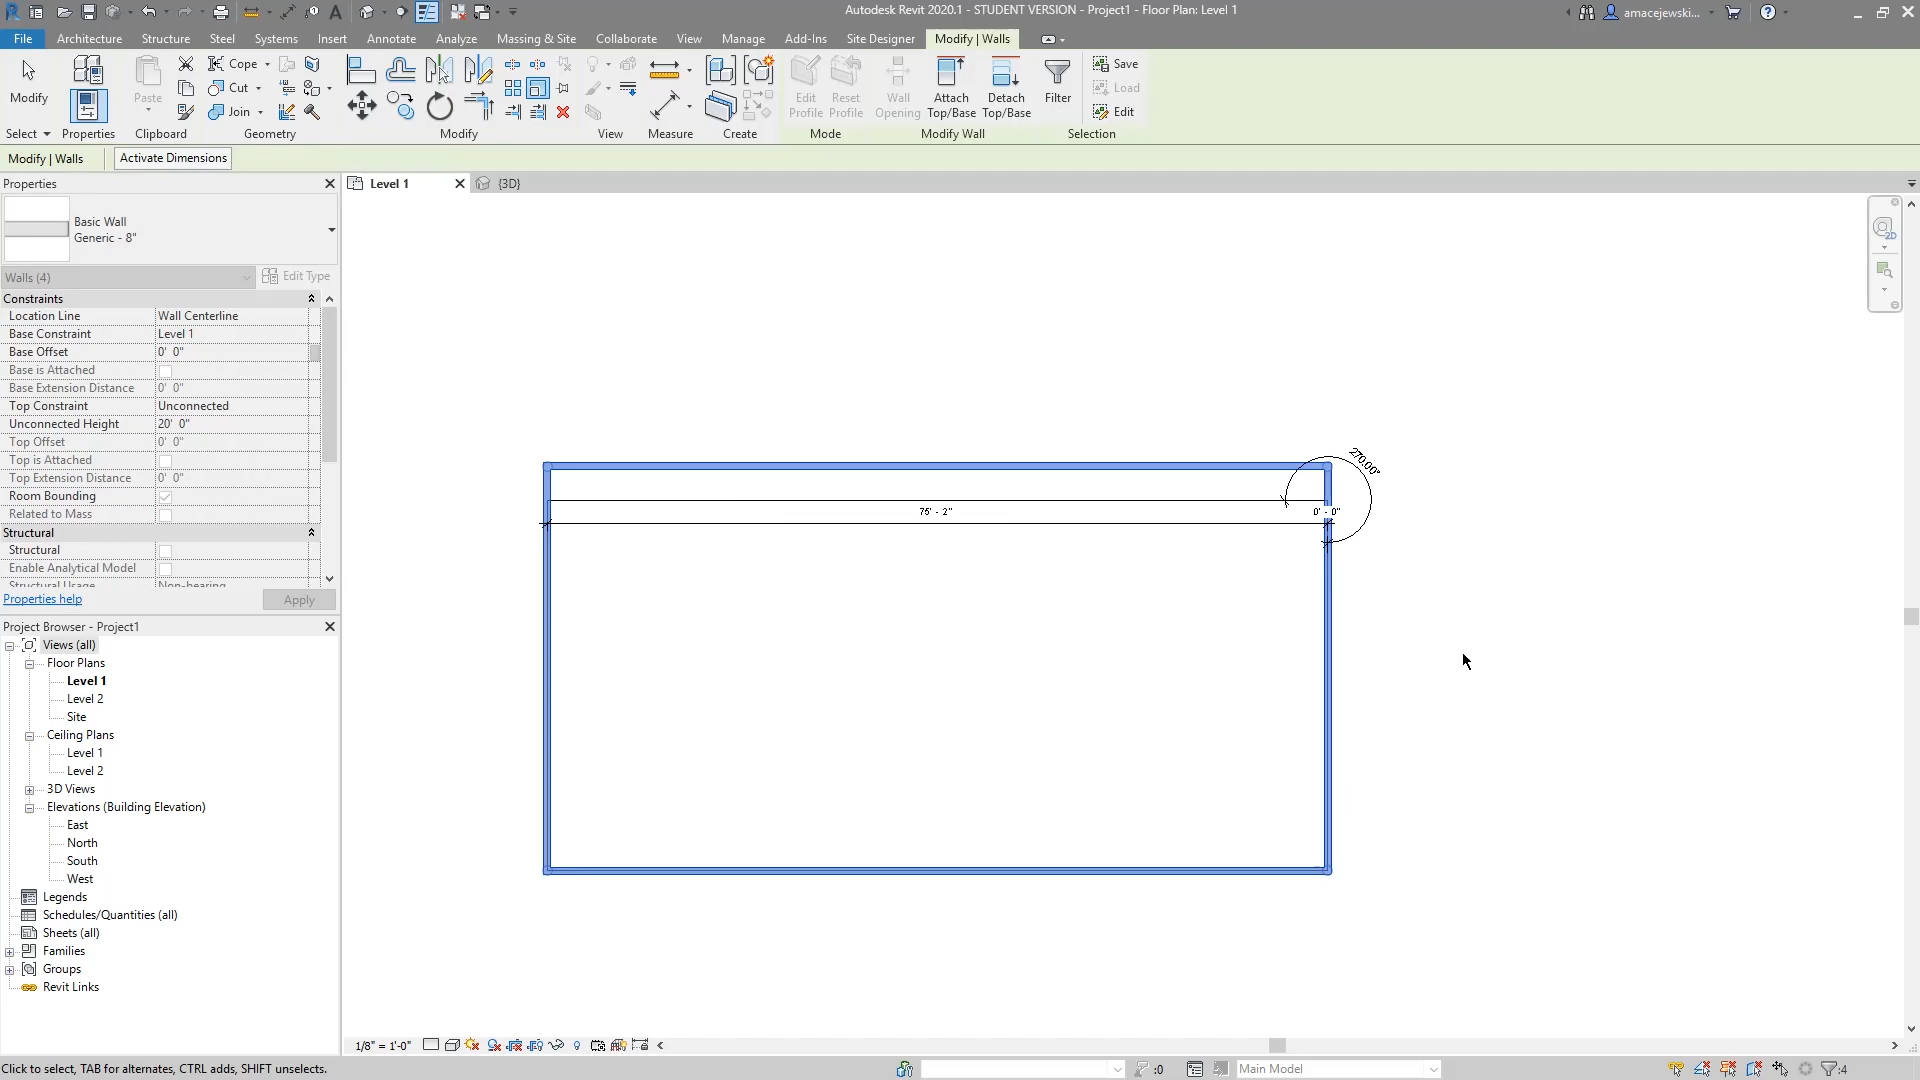 Autodesk Revit 2020.1 - STUDENT VERSION - Project1 - Floor Plan: Level 1
amacejewski...
File
Architecture
Structure
Steel
Systems
Insert
Annotate
Analyze
Massing & Site
Collaborate
View
Manage
Add-Ins
Site Designer
Modify | Walls
Modify
Paste
Cope
Cut
Join
Edit Profile
Reset Profile
Wall Opening
Attach Top/Base
Detach Top/Base
Filter
Save
Load
Edit
Select
Properties
Clipboard
Geometry
Modify
View
Measure
Create
Mode
Modify Wall
Selection
Modify | Walls
Activate Dimensions
Properties
Basic Wall
Generic - 8"
Walls (4)
Edit Type
Constraints
Location Line Wall Centerline
Base Constraint Level 1
Base Offset 0' 0"
Base is Attached
Base Extension Distance 0' 0"
Top Constraint Unconnected
Unconnected Height 20' 0"
Top Offset 0' 0"
Top is Attached
Top Extension Distance 0' 0"
Room Bounding
Related to Mass
Structural
Structural
Enable Analytical Model
Structural Usage Non-bearing
Properties help
Apply
Project Browser - Project1
Views (all)
Floor Plans
Level 1
Level 2
Site
Ceiling Plans
Level 1
Level 2
3D Views
Elevations (Building Elevation)
East
North
South
West
Legends
Schedules/Quantities (all)
Sheets (all)
Families
Groups
Revit Links
Level 1
{3D}
2D
270.00°
75' - 2"
0' - 0"
1/8" = 1'-0"
Click to select, TAB for alternates, CTRL adds, SHIFT unselects.
:0
Main Model
:4